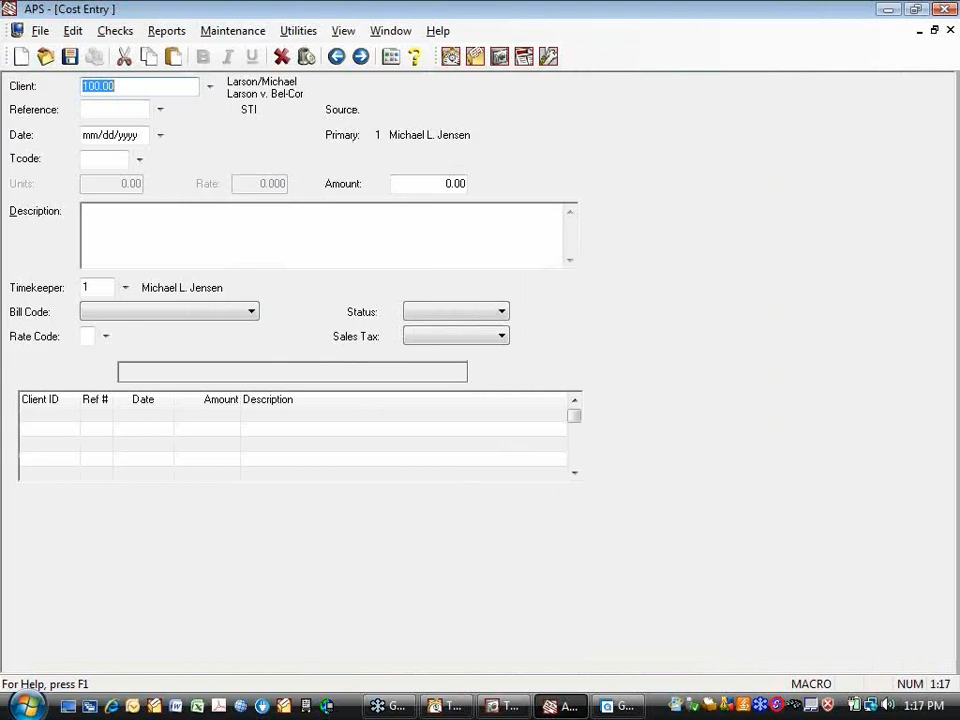 APS - [Cost Entry ]
File Edit Checks Reports Maintenance Utilities View Window Help
Client: 100.00 Larson/Michael
Larson v. Bel-Cor
Reference: STI Source.
Date: mm/dd/yyyy Primary: 1 Michael L. Jensen
Tcode:
Units: 0.00 Rate: 0.000 Amount: 0.00
Description:
Timekeeper: 1 Michael L. Jensen
Bill Code: Status:
Rate Code: Sales Tax:
Client ID Ref # Date Amount Description
For Help, press F1 MACRO NUM 1:17
G... T... T... A... G... 1:17 PM